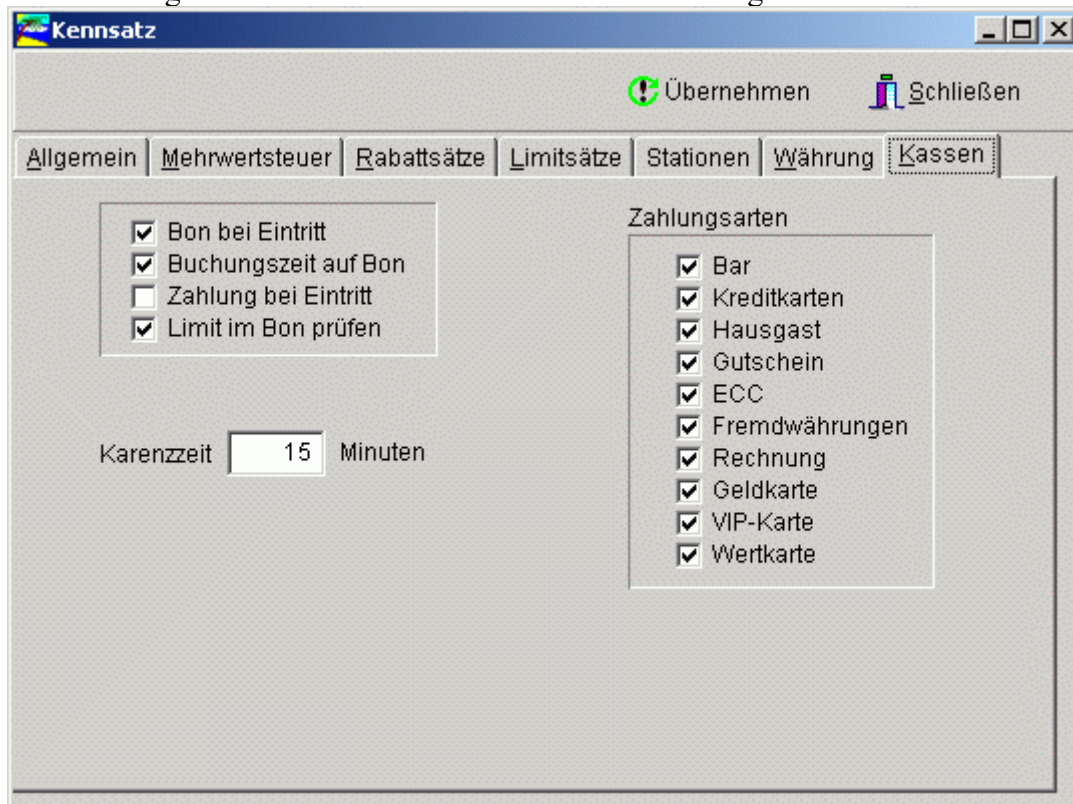 Kennsatz
Übernehmen Schließen
Allgemein Mehrwertsteuer Rabattsätze Limitsätze Stationen Währung Kassen
Bon bei Eintritt
Buchungszeit auf Bon
Zahlung bei Eintritt
Limit im Bon prüfen
Karenzzeit 15 Minuten
Zahlungsarten
Bar
Kreditkarten
Hausgast
Gutschein
ECC
Fremdwährungen
Rechnung
Geldkarte
VIP-Karte
Wertkarte